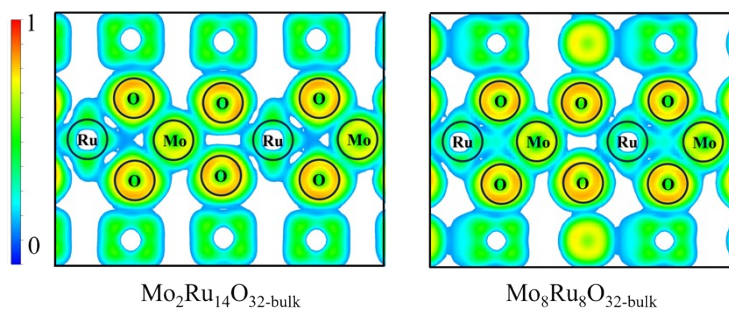 1
0
O O O
Ru Mo Ru Mo
O O O
Mo₂Ru₁₄O₃₂₋bulk
O O O
Ru Mo Ru Mo
O O O
Mo₈Ru₈O₃₂₋bulk